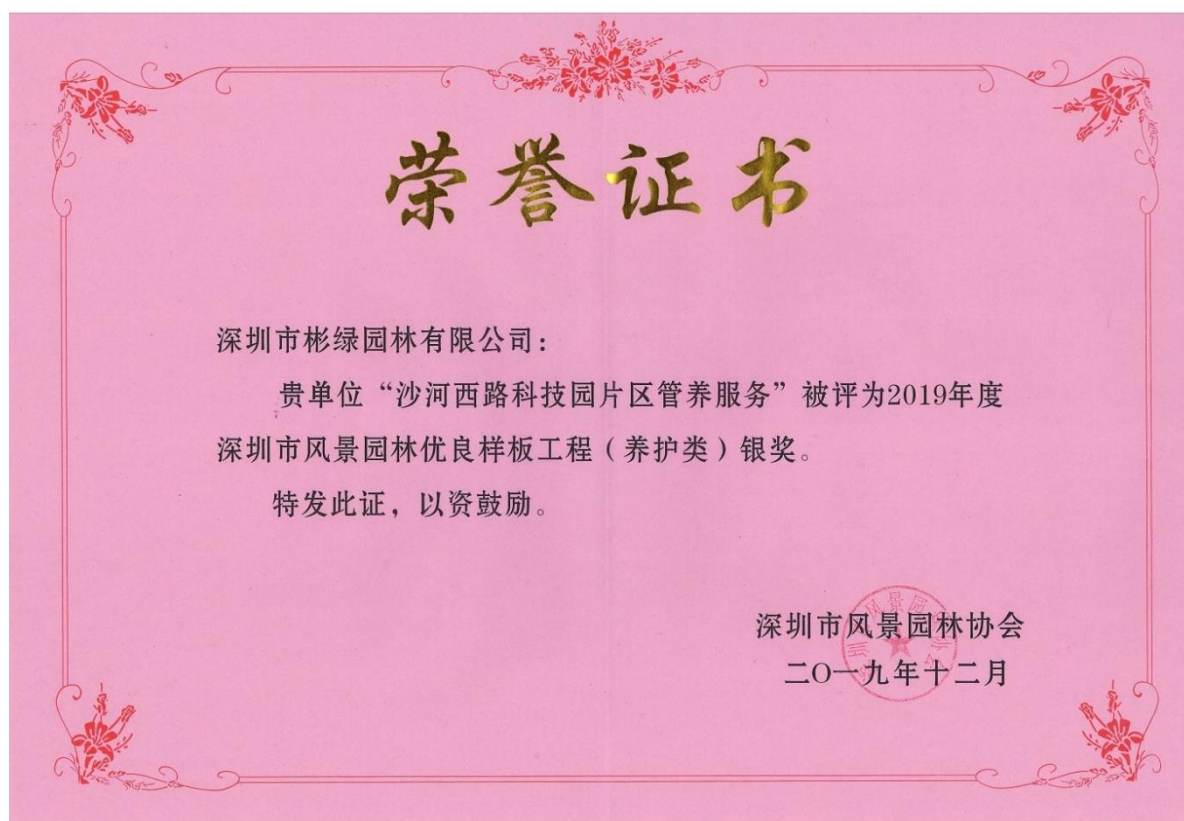 荣誉证书
深圳市彬绿园林有限公司：
贵单位“沙河西路科技园片区管养服务”被评为2019年度
深圳市风景园林优良样板工程（养护类）银奖。
特发此证，以资鼓励。
深圳市风景园林协会
二O一九年十二月